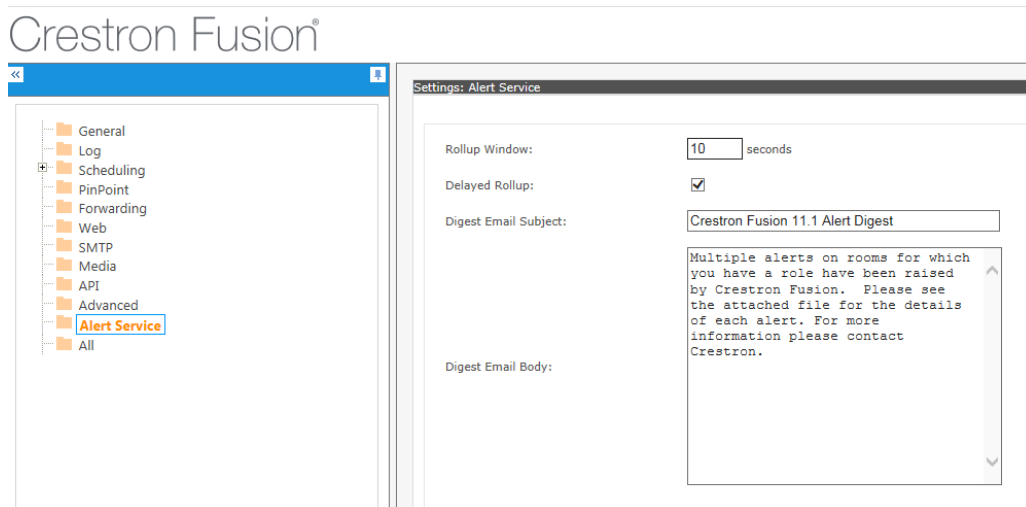 Crestron Fusion®
«
Settings: Alert Service
General
Log
Scheduling
PinPoint
Forwarding
Web
SMTP
Media
API
Advanced
Alert Service
All
Rollup Window: 10 seconds
Delayed Rollup:
Digest Email Subject: Crestron Fusion 11.1 Alert Digest
Digest Email Body:
Multiple alerts on rooms for which
you have a role have been raised
by Crestron Fusion.  Please see
the attached file for the details
of each alert. For more
information please contact
Crestron.